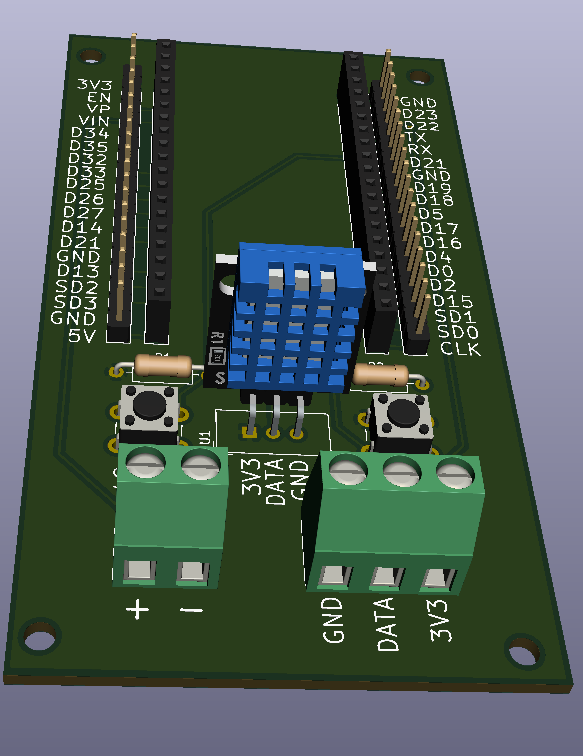 3V3
EN
VP
VIN
D34
D35
D32
D33
D25
D26
D27
D14
D21
GND
D13
SD2
SD3
GND
5V
GND
D23
D22
TX
RX
D21
GND
D19
D18
D5
D17
D16
D4
D0
D2
D15
SD1
SD0
CLK
R1
S
U1
3V3
DATA
GND
+
−
GND
DATA
3V3